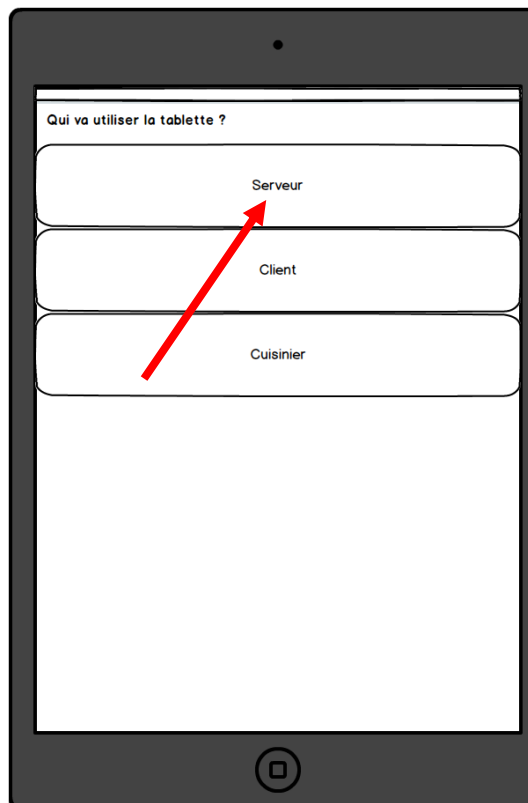 Qui va utiliser la tablette ?
Serveur
Client
Cuisinier